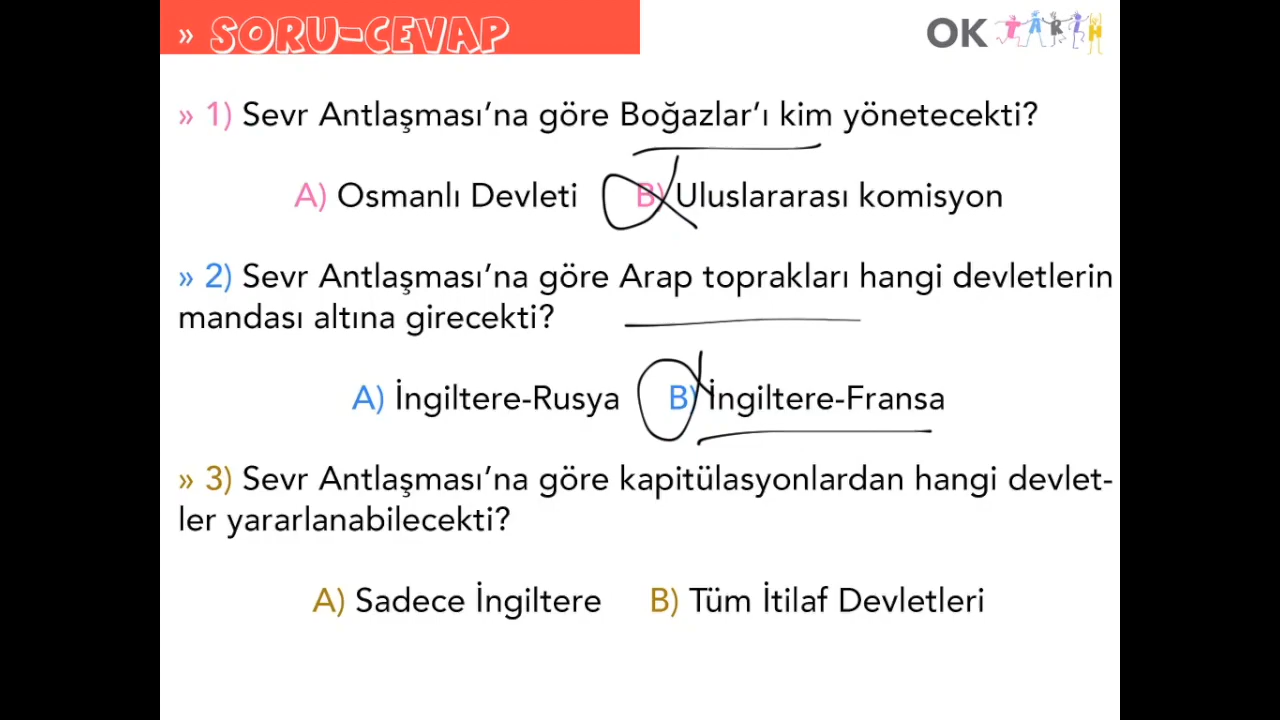 » SORU-CEVAP
OK TARİH
» 1) Sevr Antlaşması’na göre Boğazlar’ı kim yönetecekti?
A) Osmanlı Devleti B) Uluslararası komisyon
» 2) Sevr Antlaşması’na göre Arap toprakları hangi devletlerin
mandası altına girecekti?
A) İngiltere-Rusya B) İngiltere-Fransa
» 3) Sevr Antlaşması’na göre kapitülasyonlardan hangi devlet-
ler yararlanabilecekti?
A) Sadece İngiltere B) Tüm İtilaf Devletleri